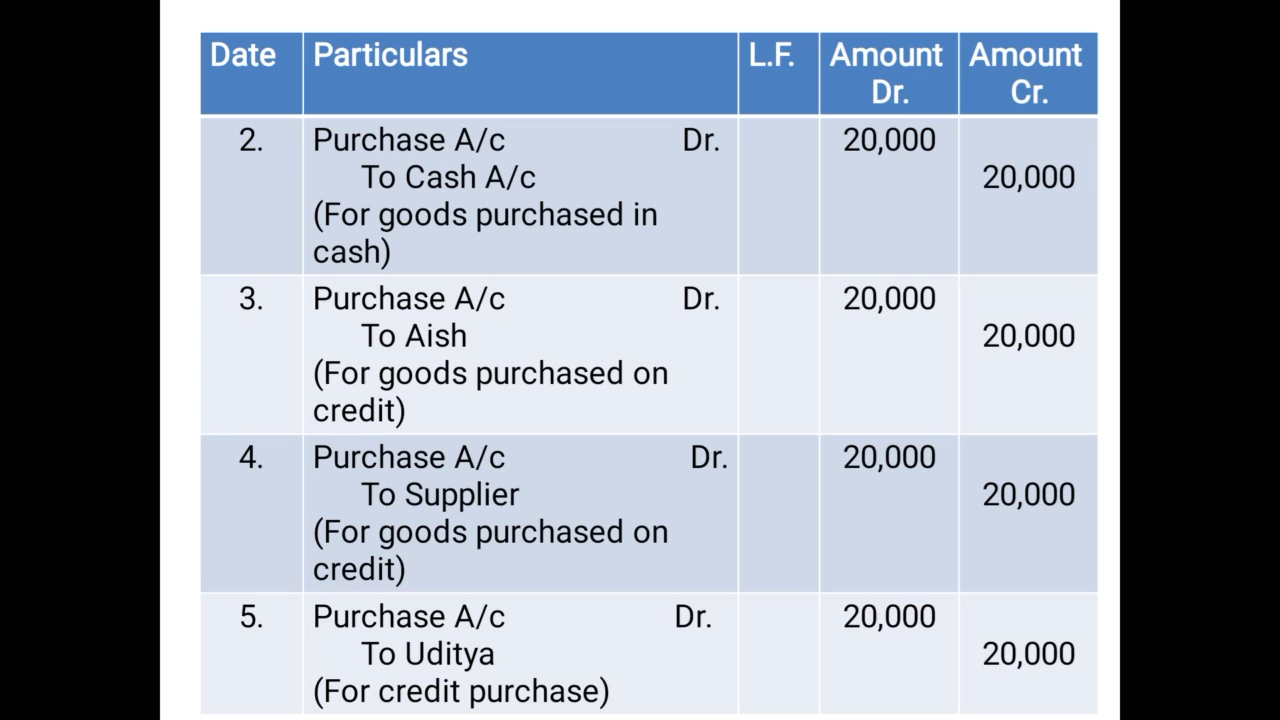 Date Particulars L.F. Amount Dr. Amount Cr.
2. Purchase A/c Dr. 20,000
To Cash A/c 20,000
(For goods purchased in
cash)
3. Purchase A/c Dr. 20,000
To Aish 20,000
(For goods purchased on
credit)
4. Purchase A/c Dr. 20,000
To Supplier 20,000
(For goods purchased on
credit)
5. Purchase A/c Dr. 20,000
To Uditya 20,000
(For credit purchase)